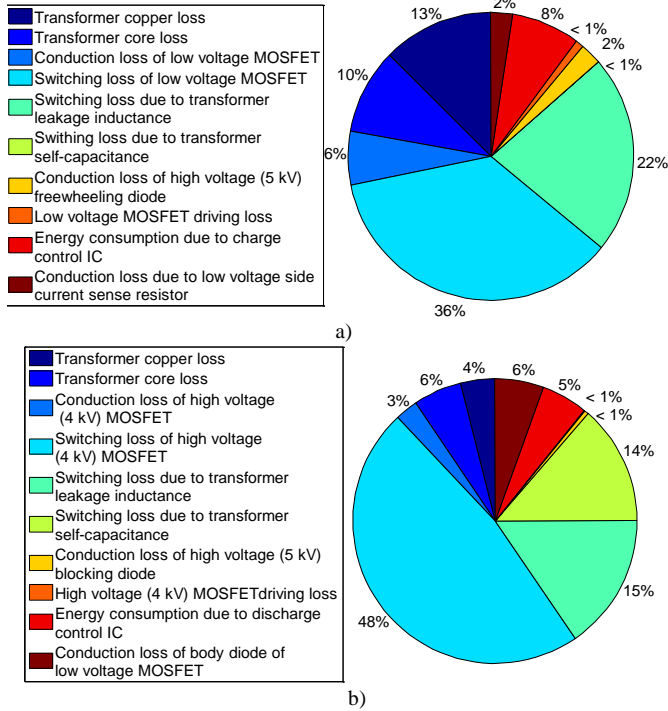 Transformer copper loss
Transformer core loss
Conduction loss of low voltage MOSFET
Switching loss of low voltage MOSFET
Switching loss due to transformer
leakage inductance
Swithing loss due to transformer
self-capacitance
Conduction loss of high voltage (5 kV)
freewheeling diode
Low voltage MOSFET driving loss
Energy consumption due to charge
control IC
Conduction loss due to low voltage side
current sense resistor
2%
8%
< 1%
2%
< 1%
22%
36%
6%
10%
13%
a)
Transformer copper loss
Transformer core loss
Conduction loss of high voltage
(4 kV) MOSFET
Switching loss of high voltage
(4 kV) MOSFET
Switching loss due to transformer
leakage inductance
Switching loss due to transformer
self-capacitance
Conduction loss of high voltage (5 kV)
blocking diode
High voltage (4 kV) MOSFETdriving loss
Energy consumption due to discharge
control IC
Conduction loss of body diode of
low voltage MOSFET
6%
5%
< 1%
< 1%
14%
15%
48%
3%
6%
4%
b)